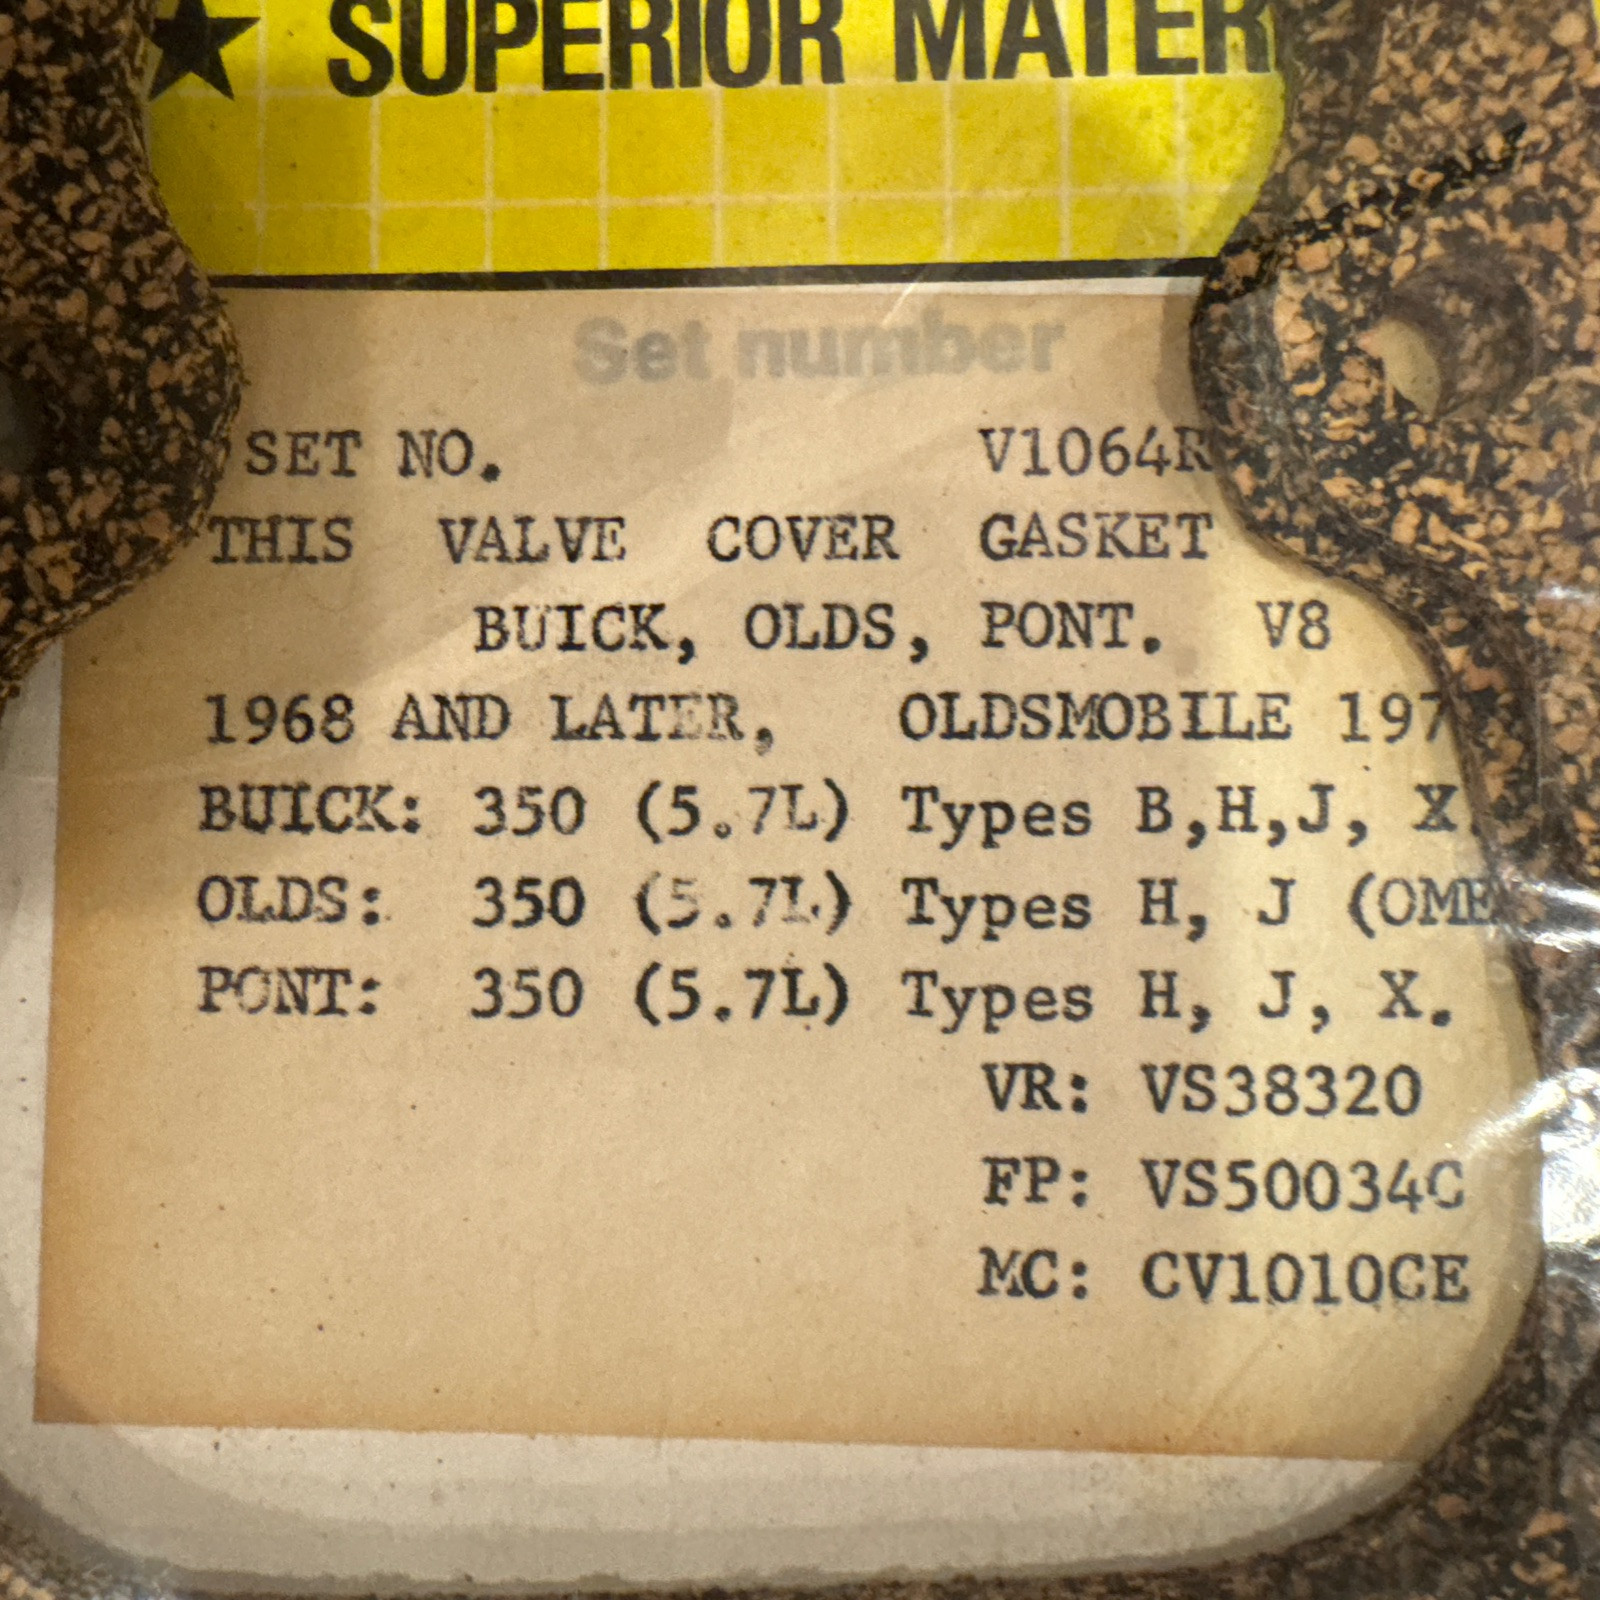 ★ SUPERIOR MATER
Set number
SET NO. V1064R
THIS VALVE COVER GASKET
BUICK, OLDS, PONT. V8
1968 AND LATER, OLDSMOBILE 197
BUICK: 350 (5.7L) Types B,H,J, X.
OLDS: 350 (5.7L) Types H, J (OME
PONT: 350 (5.7L) Types H, J, X.
VR: VS38320
FP: VS50034C
MC: CV1010CE